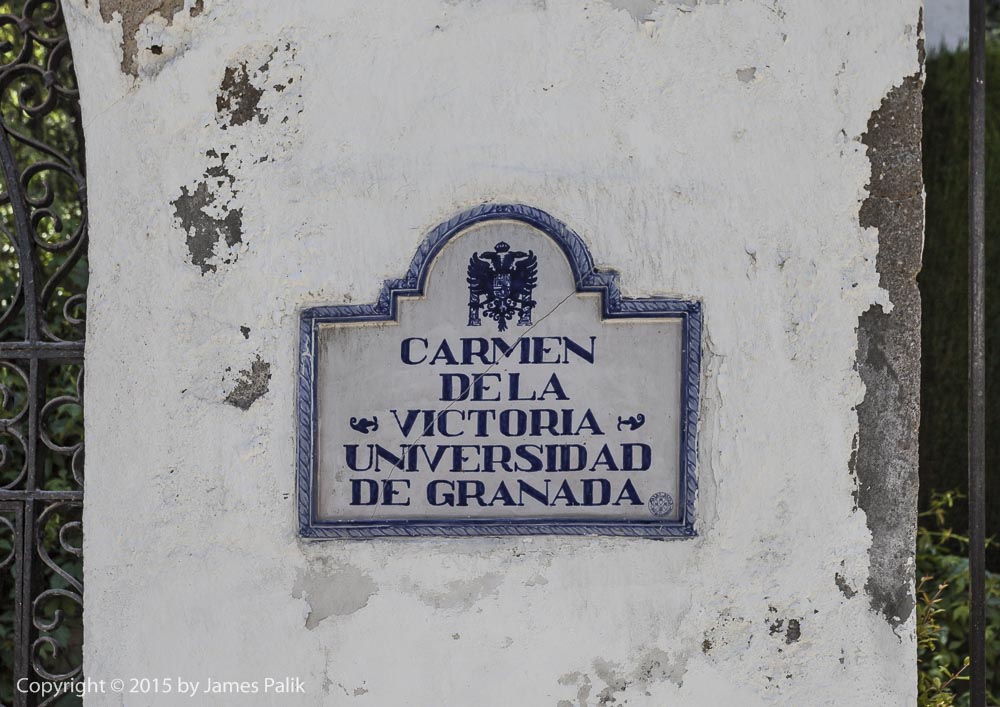 CARMEN
DE LA
VICTORIA
UNIVERSIDAD
DE GRANADA
Copyright © 2015 by James Palik